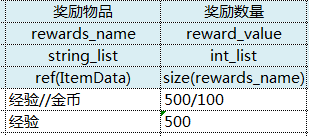 奖励物品 奖励数量
rewards_name reward_value
string_list int_list
ref(ItemData) size(rewards_name)
经验//金币 500/100
经验 500